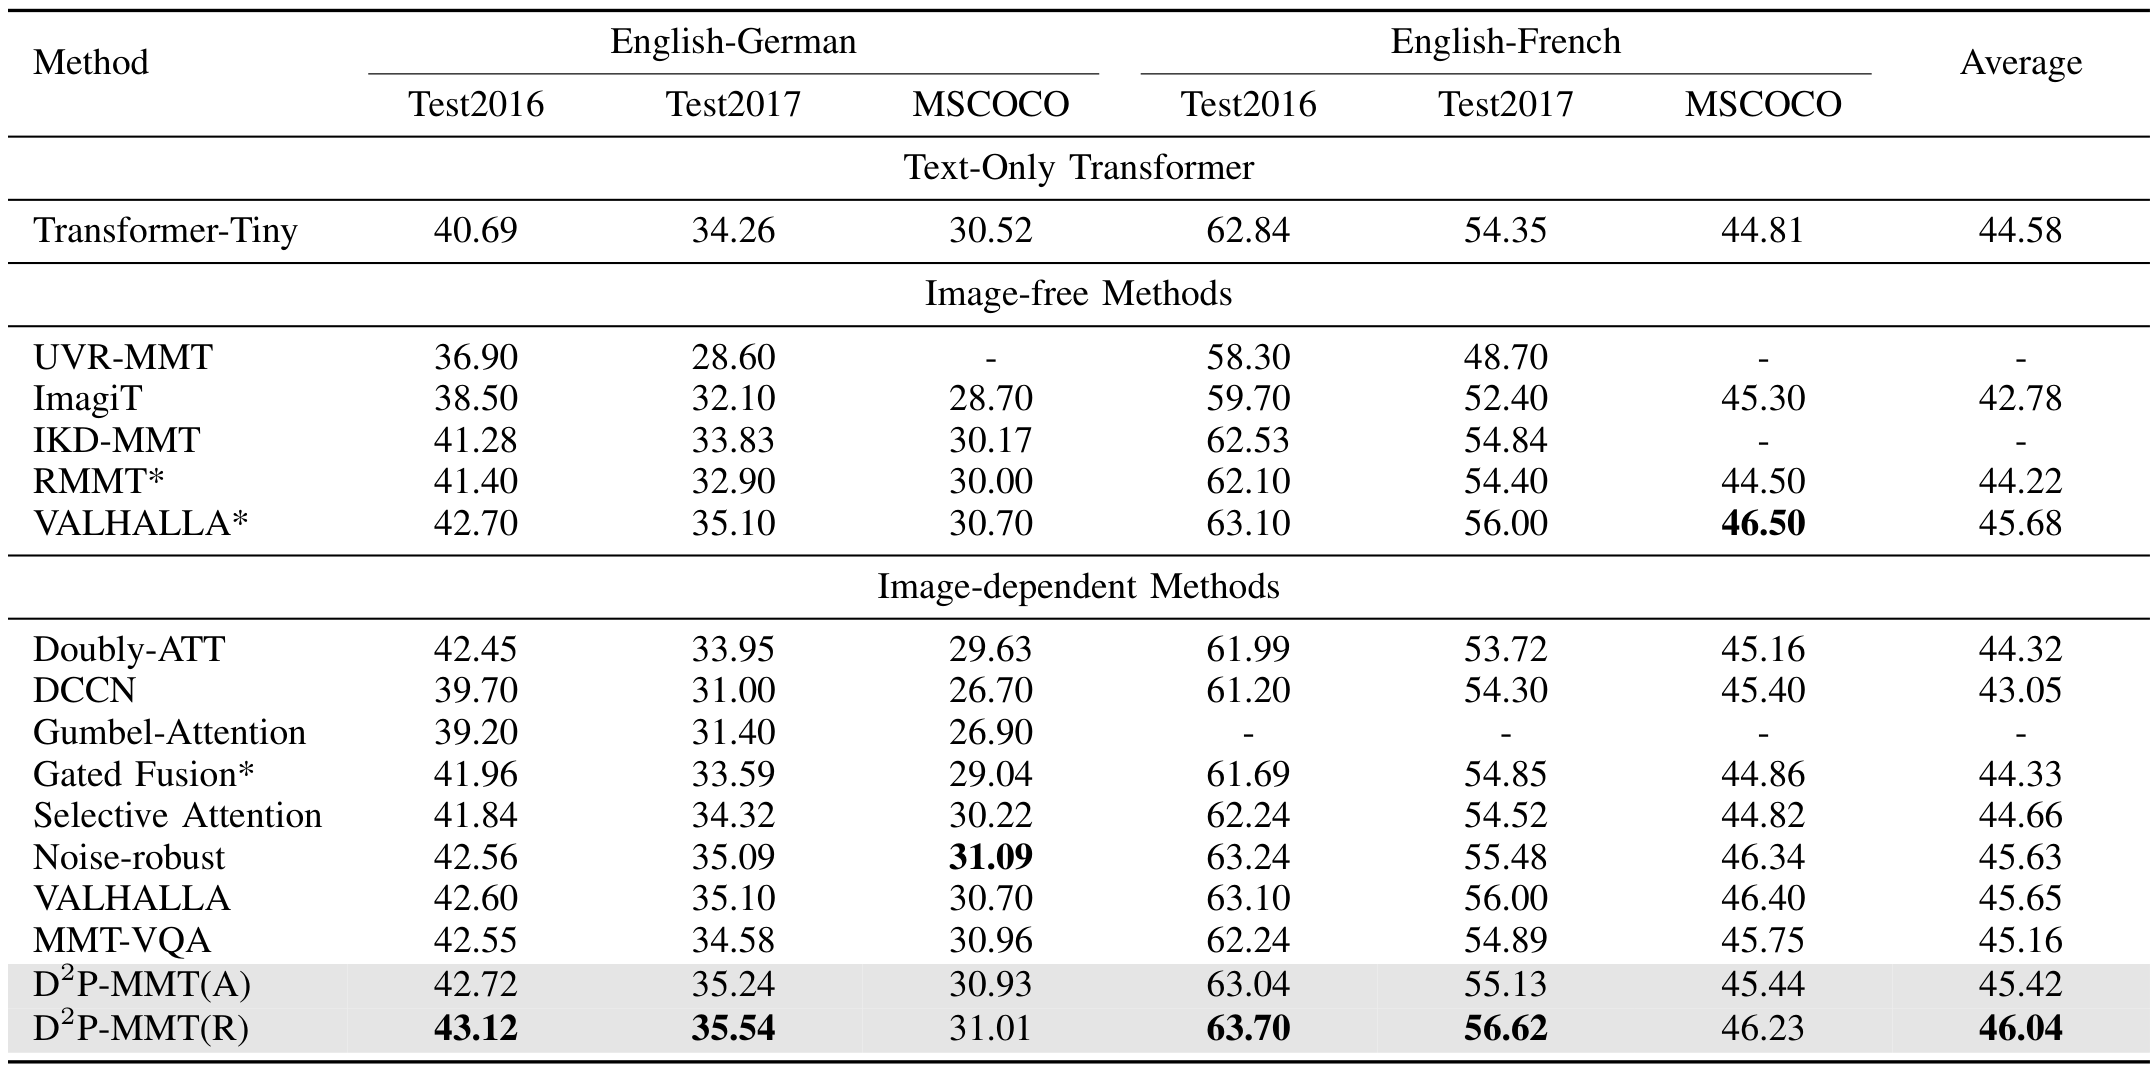 Method English-German English-French Average
Test2016 Test2017 MSCOCO Test2016 Test2017 MSCOCO
Text-Only Transformer
Transformer-Tiny 40.69 34.26 30.52 62.84 54.35 44.81 44.58
Image-free Methods
UVR-MMT 36.90 28.60 - 58.30 48.70 - -
ImagiT 38.50 32.10 28.70 59.70 52.40 45.30 42.78
IKD-MMT 41.28 33.83 30.17 62.53 54.84 - -
RMMT* 41.40 32.90 30.00 62.10 54.40 44.50 44.22
VALHALLA* 42.70 35.10 30.70 63.10 56.00 46.50 45.68
Image-dependent Methods
Doubly-ATT 42.45 33.95 29.63 61.99 53.72 45.16 44.32
DCCN 39.70 31.00 26.70 61.20 54.30 45.40 43.05
Gumbel-Attention 39.20 31.40 26.90 - - - -
Gated Fusion* 41.96 33.59 29.04 61.69 54.85 44.86 44.33
Selective Attention 41.84 34.32 30.22 62.24 54.52 44.82 44.66
Noise-robust 42.56 35.09 31.09 63.24 55.48 46.34 45.63
VALHALLA 42.60 35.10 30.70 63.10 56.00 46.40 45.65
MMT-VQA 42.55 34.58 30.96 62.24 54.89 45.75 45.16
D²P-MMT(A) 42.72 35.24 30.93 63.04 55.13 45.44 45.42
D²P-MMT(R) 43.12 35.54 31.01 63.70 56.62 46.23 46.04